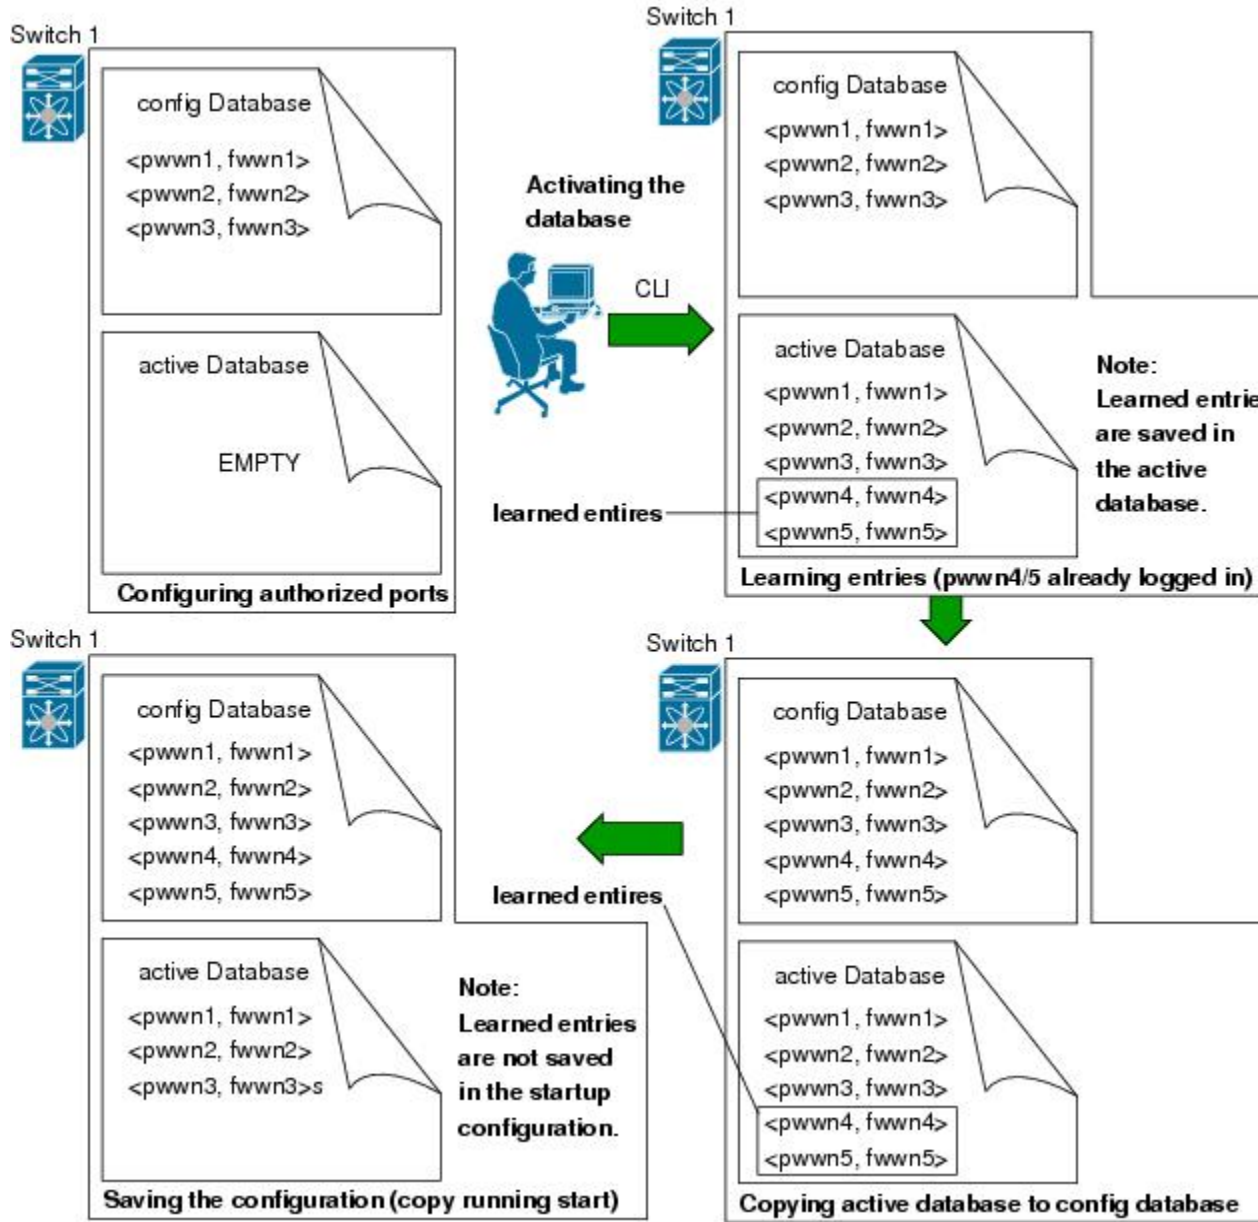 Switch 1
config Database
<pwwn1, fwwn1>
<pwwn2, fwwn2>
<pwwn3, fwwn3>
active Database
EMPTY
Configuring authorized ports
Activating the
database
CLI
Switch 1
config Database
<pwwn1, fwwn1>
<pwwn2, fwwn2>
<pwwn3, fwwn3>
active Database
<pwwn1, fwwn1>
<pwwn2, fwwn2>
<pwwn3, fwwn3>
<pwwn4, fwwn4>
<pwwn5, fwwn5>
learned entires
Note:
Learned entrie
are saved in
the active
database.
Learning entries (pwwn4/5 already logged in)
Switch 1
config Database
<pwwn1, fwwn1>
<pwwn2, fwwn2>
<pwwn3, fwwn3>
<pwwn4, fwwn4>
<pwwn5, fwwn5>
active Database
<pwwn1, fwwn1>
<pwwn2, fwwn2>
<pwwn3, fwwn3>s
Note:
Learned entries
are not saved
in the startup
configuration.
Saving the configuration (copy running start)
Switch 1
config Database
<pwwn1, fwwn1>
<pwwn2, fwwn2>
<pwwn3, fwwn3>
<pwwn4, fwwn4>
<pwwn5, fwwn5>
learned entires
active Database
<pwwn1, fwwn1>
<pwwn2, fwwn2>
<pwwn3, fwwn3>
<pwwn4, fwwn4>
<pwwn5, fwwn5>
Copying active database to config database